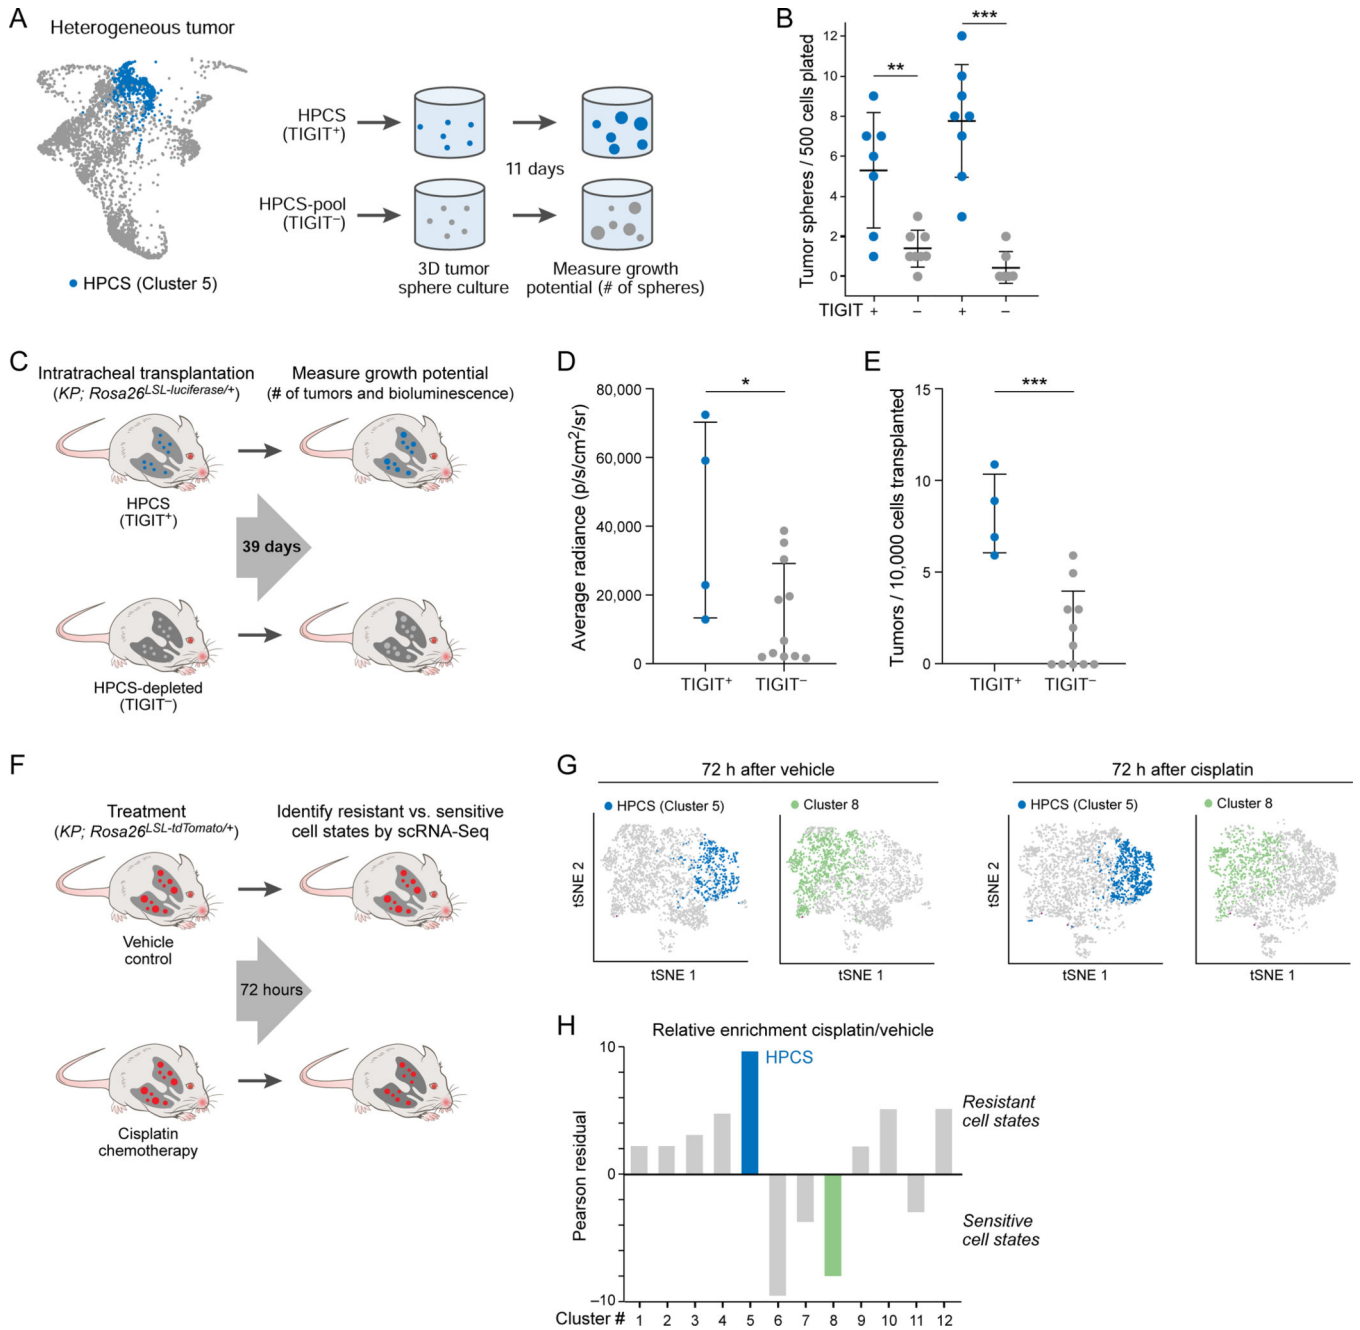 A
Heterogeneous tumor
HPCS (Cluster 5)
HPCS
(TIGIT⁺)
HPCS-pool
(TIGIT⁻)
11 days
3D tumor
sphere culture
Measure growth
potential (# of spheres)
B
Tumor spheres / 500 cells plated
12
10
8
6
4
2
0
**
***
TIGIT + − + −
C
Intratracheal transplantation
(KP; Rosa26^LSL-luciferase/+)
Measure growth potential
(# of tumors and bioluminescence)
HPCS
(TIGIT⁺)
39 days
HPCS-depleted
(TIGIT⁻)
D
Average radiance (p/s/cm²/sr)
80,000
60,000
40,000
20,000
0
*
TIGIT⁺ TIGIT⁻
E
Tumors / 10,000 cells transplanted
15
10
5
0
***
TIGIT⁺ TIGIT⁻
F
Treatment
(KP; Rosa26^LSL-tdTomato/+)
Identify resistant vs. sensitive
cell states by scRNA-Seq
Vehicle
control
72 hours
Cisplatin
chemotherapy
G
72 h after vehicle
HPCS (Cluster 5)
Cluster 8
tSNE 2
tSNE 1
tSNE 1
72 h after cisplatin
HPCS (Cluster 5)
Cluster 8
tSNE 2
tSNE 1
tSNE 1
H
Relative enrichment cisplatin/vehicle
Pearson residual
10
0
−10
HPCS
Resistant
cell states
Sensitive
cell states
Cluster # 1 2 3 4 5 6 7 8 9 10 11 12